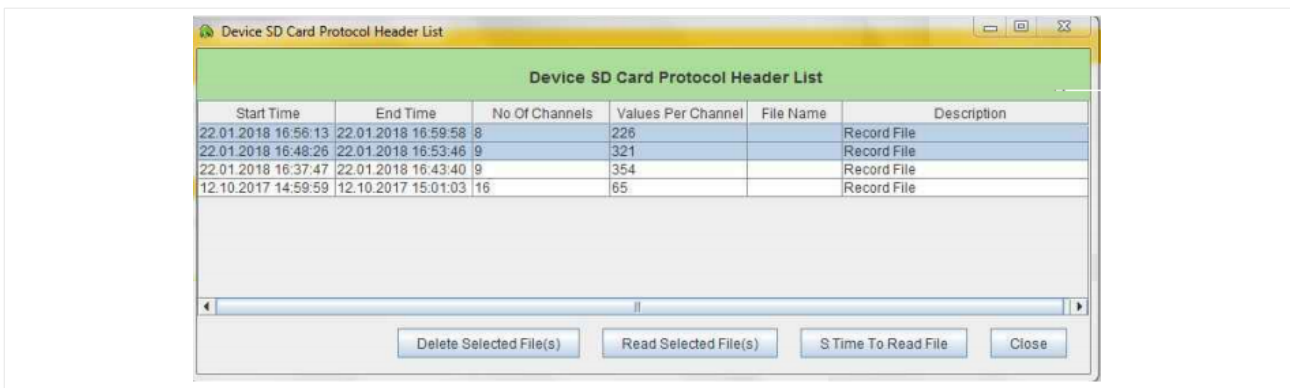 Device SD Card Protocol Header List
Device SD Card Protocol Header List
Start Time End Time No Of Channels Values Per Channel File Name Description
22.01.2018 16:56:13 22.01.2018 16:59:58 8 226 Record File
22.01.2018 16:48:26 22.01.2018 16:53:46 9 321 Record File
22.01.2018 16:37:47 22.01.2018 16:43:40 9 354 Record File
12.10.2017 14:59:59 12.10.2017 15:01:03 16 65 Record File
Delete Selected File(s) Read Selected File(s) S Time To Read File Close